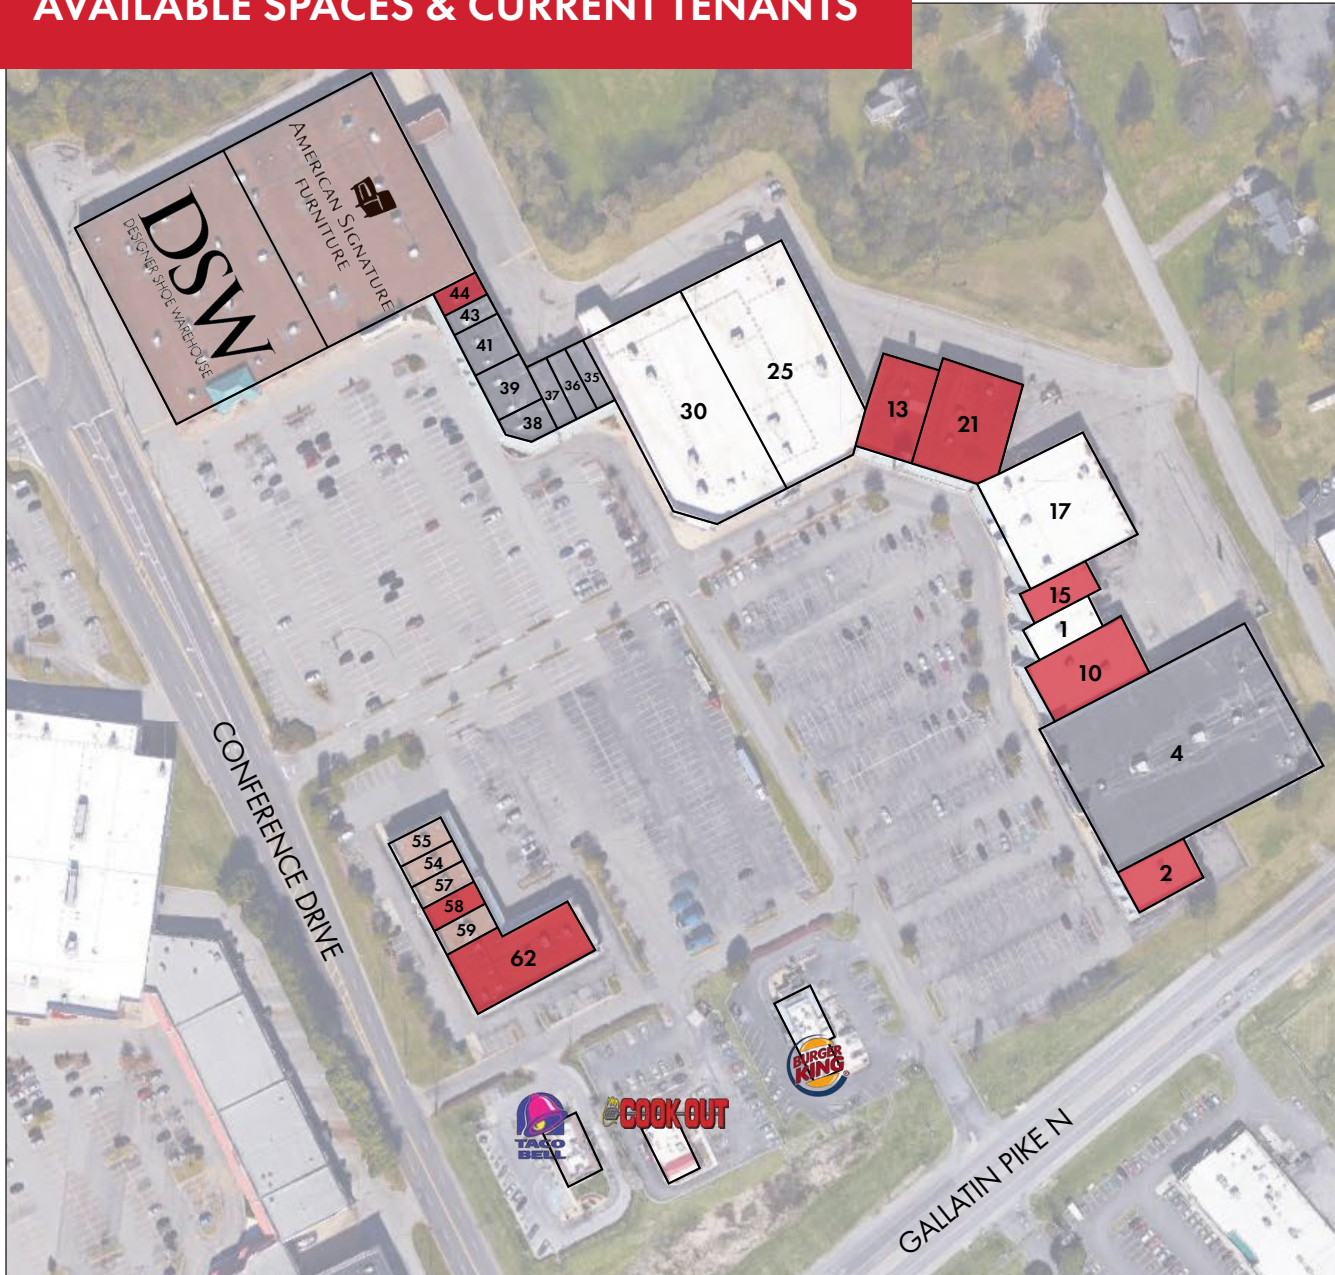 AVAILABLE SPACES & CURRENT TENANTS
AMERICAN SIGNATURE
FURNITURE
DSW
DESIGNER SHOE WAREHOUSE
44
43
41
39
38
37
36
35
30
25
13
21
17
15
1
10
4
2
CONFERENCE DRIVE
55
54
57
58
59
62
BURGER
KING
COOK OUT
TACO
BELL
GALLATIN PIKE N